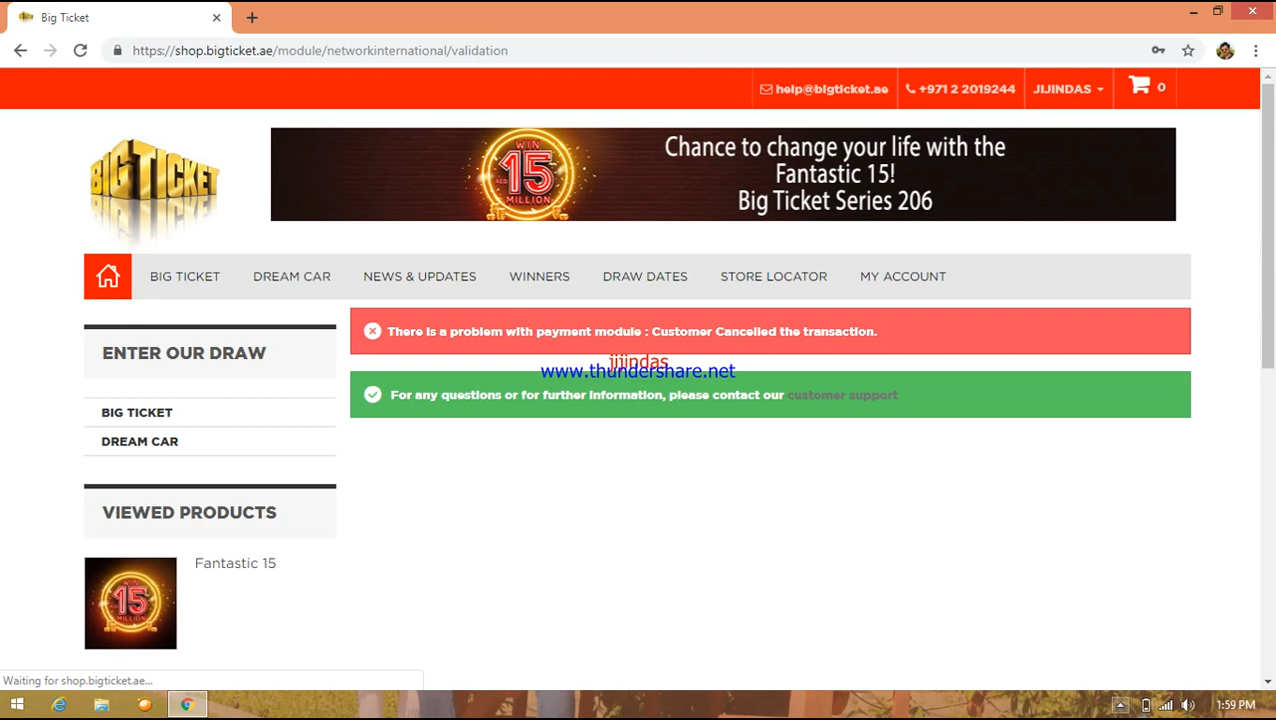 Big Ticket
https://shop.bigticket.ae/module/networkinternational/validation
help@bigticket.ae
+971 2 2019244
JIJINDAS
0
BIG TICKET
WIN
15
MILLION
Chance to change your life with the
Fantastic 15!
Big Ticket Series 206
BIG TICKET
DREAM CAR
NEWS & UPDATES
WINNERS
DRAW DATES
STORE LOCATOR
MY ACCOUNT
ENTER OUR DRAW
BIG TICKET
DREAM CAR
There is a problem with payment module : Customer Cancelled the transaction.
jijindas
www.thundershare.net
For any questions or for further information, please contact our customer support
VIEWED PRODUCTS
WIN
15
MILLION
Fantastic 15
Waiting for shop.bigticket.ae...
1:59 PM